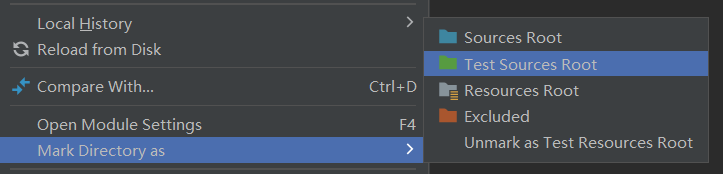 Local History
Reload from Disk
Compare With... Ctrl+D
Open Module Settings F4
Mark Directory as
Sources Root
Test Sources Root
Resources Root
Excluded
Unmark as Test Resources Root